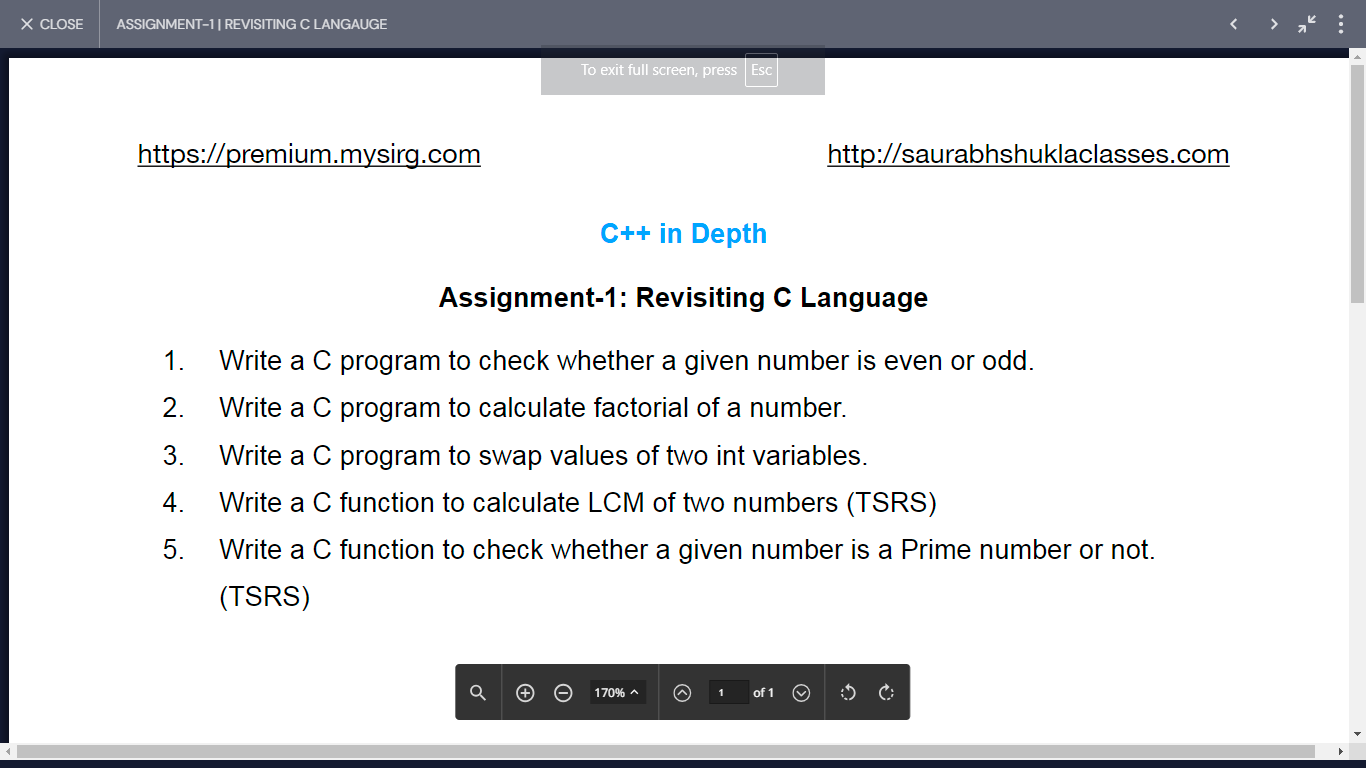 CLOSE
ASSIGNMENT-1 | REVISITING C LANGAUGE
To exit full screen, press Esc
https://premium.mysirg.com
http://saurabhshuklaclasses.com
C++ in Depth
Assignment-1: Revisiting C Language
1. Write a C program to check whether a given number is even or odd.
2. Write a C program to calculate factorial of a number.
3. Write a C program to swap values of two int variables.
4. Write a C function to calculate LCM of two numbers (TSRS)
5. Write a C function to check whether a given number is a Prime number or not.
(TSRS)
170%
1 of 1